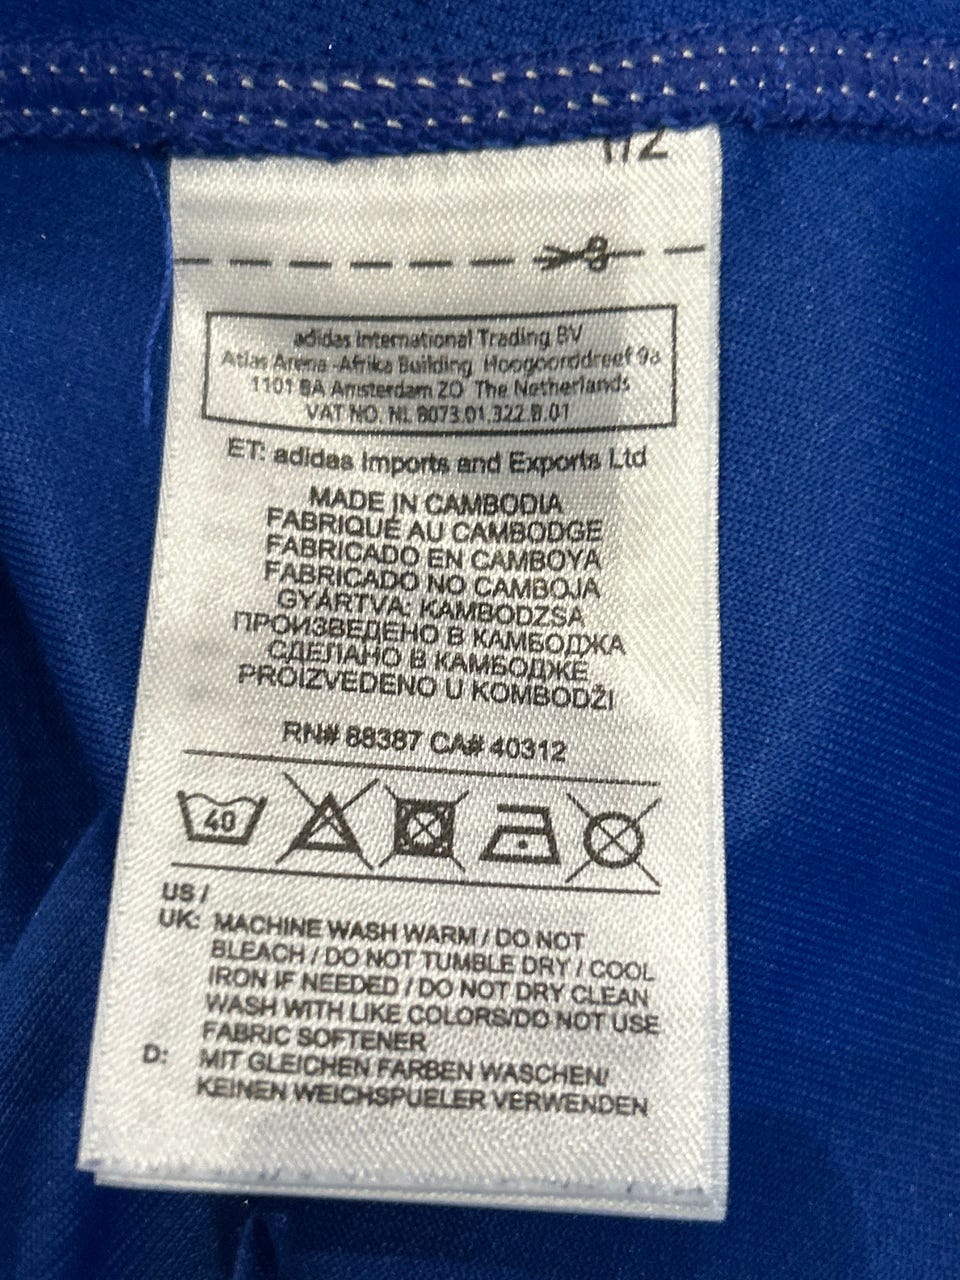 1/2
adidas International Trading BV
Atlas Arena -Afrika Building Hoogoorddreef 9a
1101 BA Amsterdam ZO The Netherlands
VAT NO. NL 8073.01.322.B.01
ET: adidas Imports and Exports Ltd
MADE IN CAMBODIA
FABRIQUÉ AU CAMBODGE
FABRICADO EN CAMBOYA
FABRICADO NO CAMBOJA
GYÁRTVA: KAMBODZSA
ПРОИЗВЕДЕНО В КАМБОДЖА
СДЕЛАНО В КАМБОДЖЕ
PROIZVEDENO U KOMBODŽI
RN# 88387 CA# 40312
40
US /
UK: MACHINE WASH WARM / DO NOT
BLEACH / DO NOT TUMBLE DRY / COOL
IRON IF NEEDED / DO NOT DRY CLEAN
WASH WITH LIKE COLORS/DO NOT USE
FABRIC SOFTENER
D: MIT GLEICHEN FARBEN WASCHEN/
KEINEN WEICHSPUELER VERWENDEN